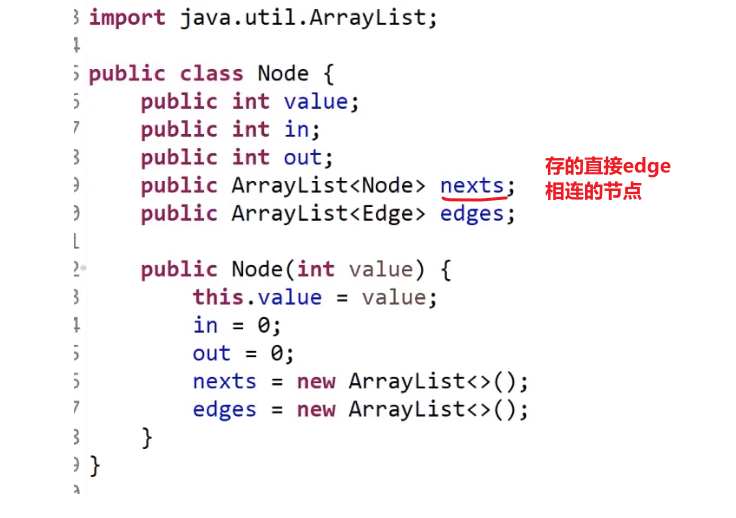 3 import java.util.ArrayList;
4
5 public class Node {
6 public int value;
7 public int in;
8 public int out;
9 public ArrayList<Node> nexts;
0 public ArrayList<Edge> edges;
1
2 public Node(int value) {
3 this.value = value;
4 in = 0;
5 out = 0;
6 nexts = new ArrayList<>();
7 edges = new ArrayList<>();
8 }
9 }
存的直接edge
相连的节点